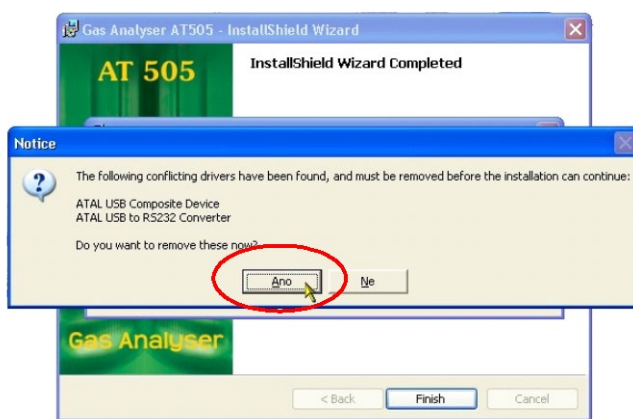 Gas Analyser AT505 - InstallShield Wizard
AT 505
InstallShield Wizard Completed
Notice
The following conflicting drivers have been found, and must be removed before the installation can continue:
ATAL USB Composite Device
ATAL USB to RS232 Converter
Do you want to remove these now?
Ano
Ne
Gas Analyser
< Back
Finish
Cancel